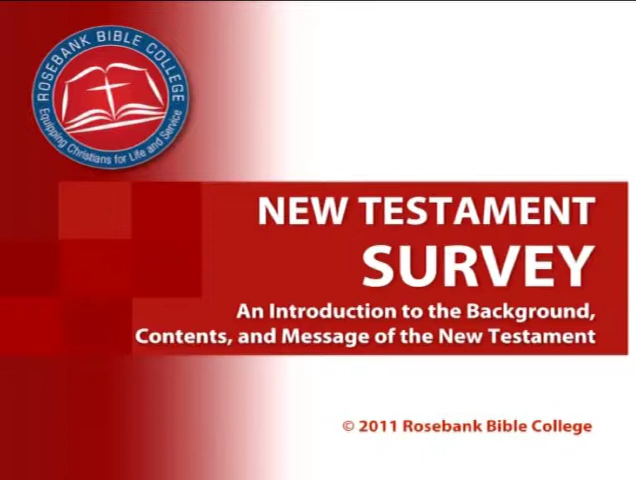 ROSEBANK BIBLE COLLEGE
Equipping Christians for Life and Service
NEW TESTAMENT
SURVEY
An Introduction to the Background,
Contents, and Message of the New Testament
© 2011 Rosebank Bible College